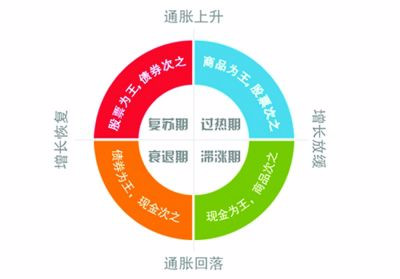 通胀上升
股票为王,债券次之
商品为王,股票次之
增长恢复
复苏期
过热期
增长放缓
衰退期
滞涨期
债券为王，现金次之
现金为王，商品次之
通胀回落